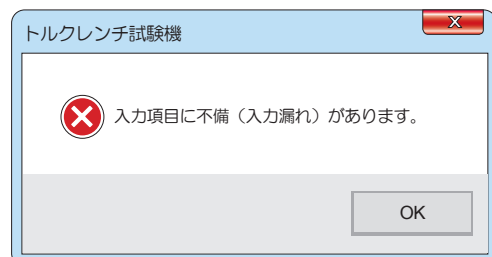 トルクレンチ試験機
X
入力項目に不備（入力漏れ）があります。
OK